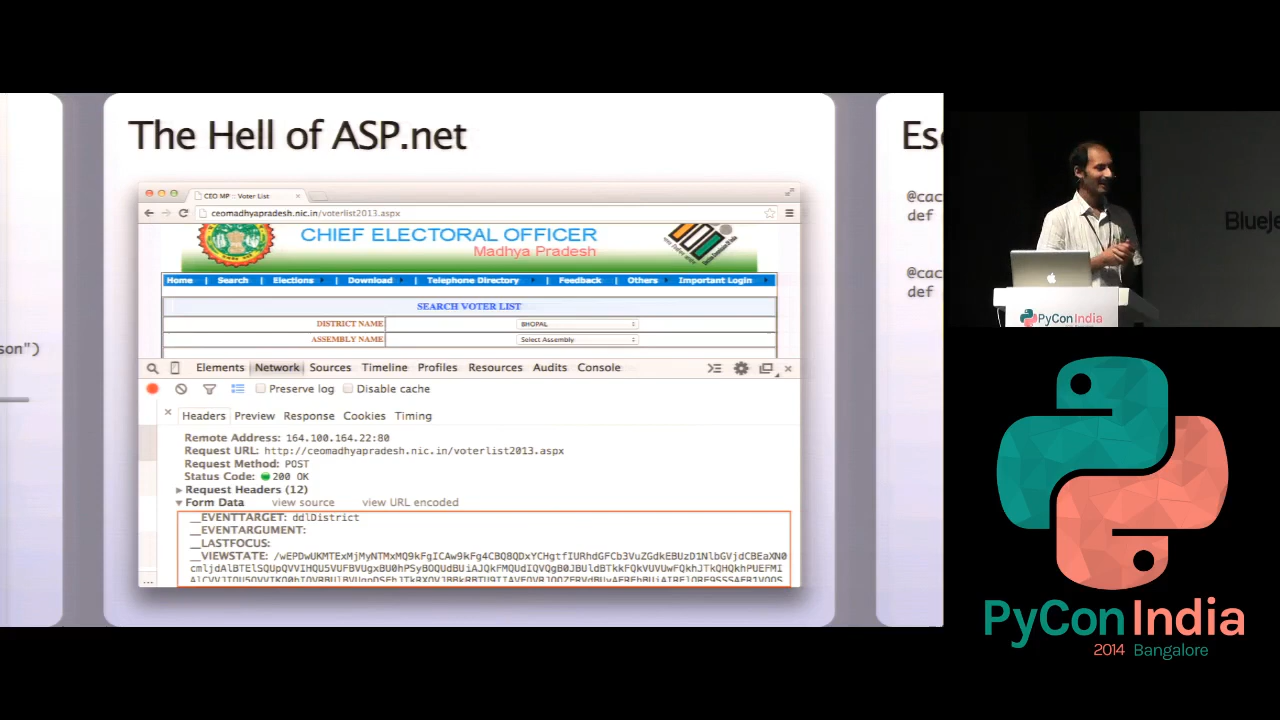 The Hell of ASP.net
CEO MP :: Voter List
ceomadhyapradesh.nic.in/voterlist2013.aspx
CHIEF ELECTORAL OFFICER
Madhya Pradesh
Home | Search | Elections | Download | Telephone Directory | Feedback | Others | Important Login
SEARCH VOTER LIST
DISTRICT NAME BHOPAL
ASSEMBLY NAME Select Assembly
Elements Network Sources Timeline Profiles Resources Audits Console
Preserve log Disable cache
× Headers Preview Response Cookies Timing
Remote Address: 164.100.164.22:80
Request URL: http://ceomadhyapradesh.nic.in/voterlist2013.aspx
Request Method: POST
Status Code: 200 OK
Request Headers (12)
Form Data view source view URL encoded
__EVENTTARGET: ddlDistrict
__EVENTARGUMENT:
__LASTFOCUS:
__VIEWSTATE:
...
son")
Es
@cac
def
@cac
def
BlueJe
PyConIndia
PyCon India
2014 Bangalore